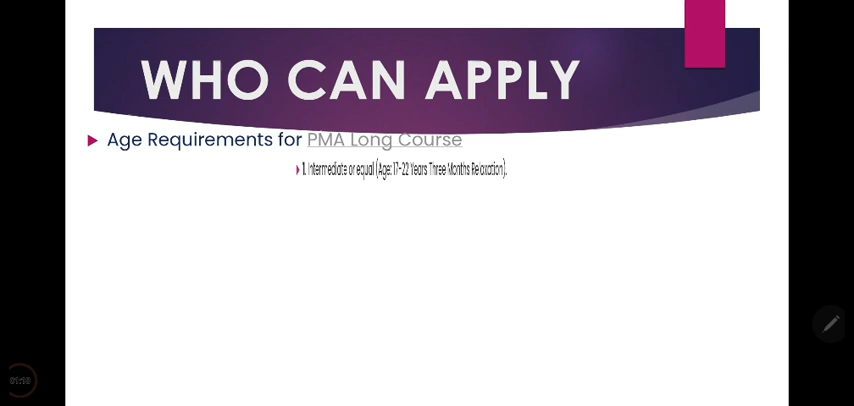 WHO CAN APPLY
Age Requirements for PMA Long Course
1. Intermediate or equal (Age: 17-22 Years Three Months Relaxation).